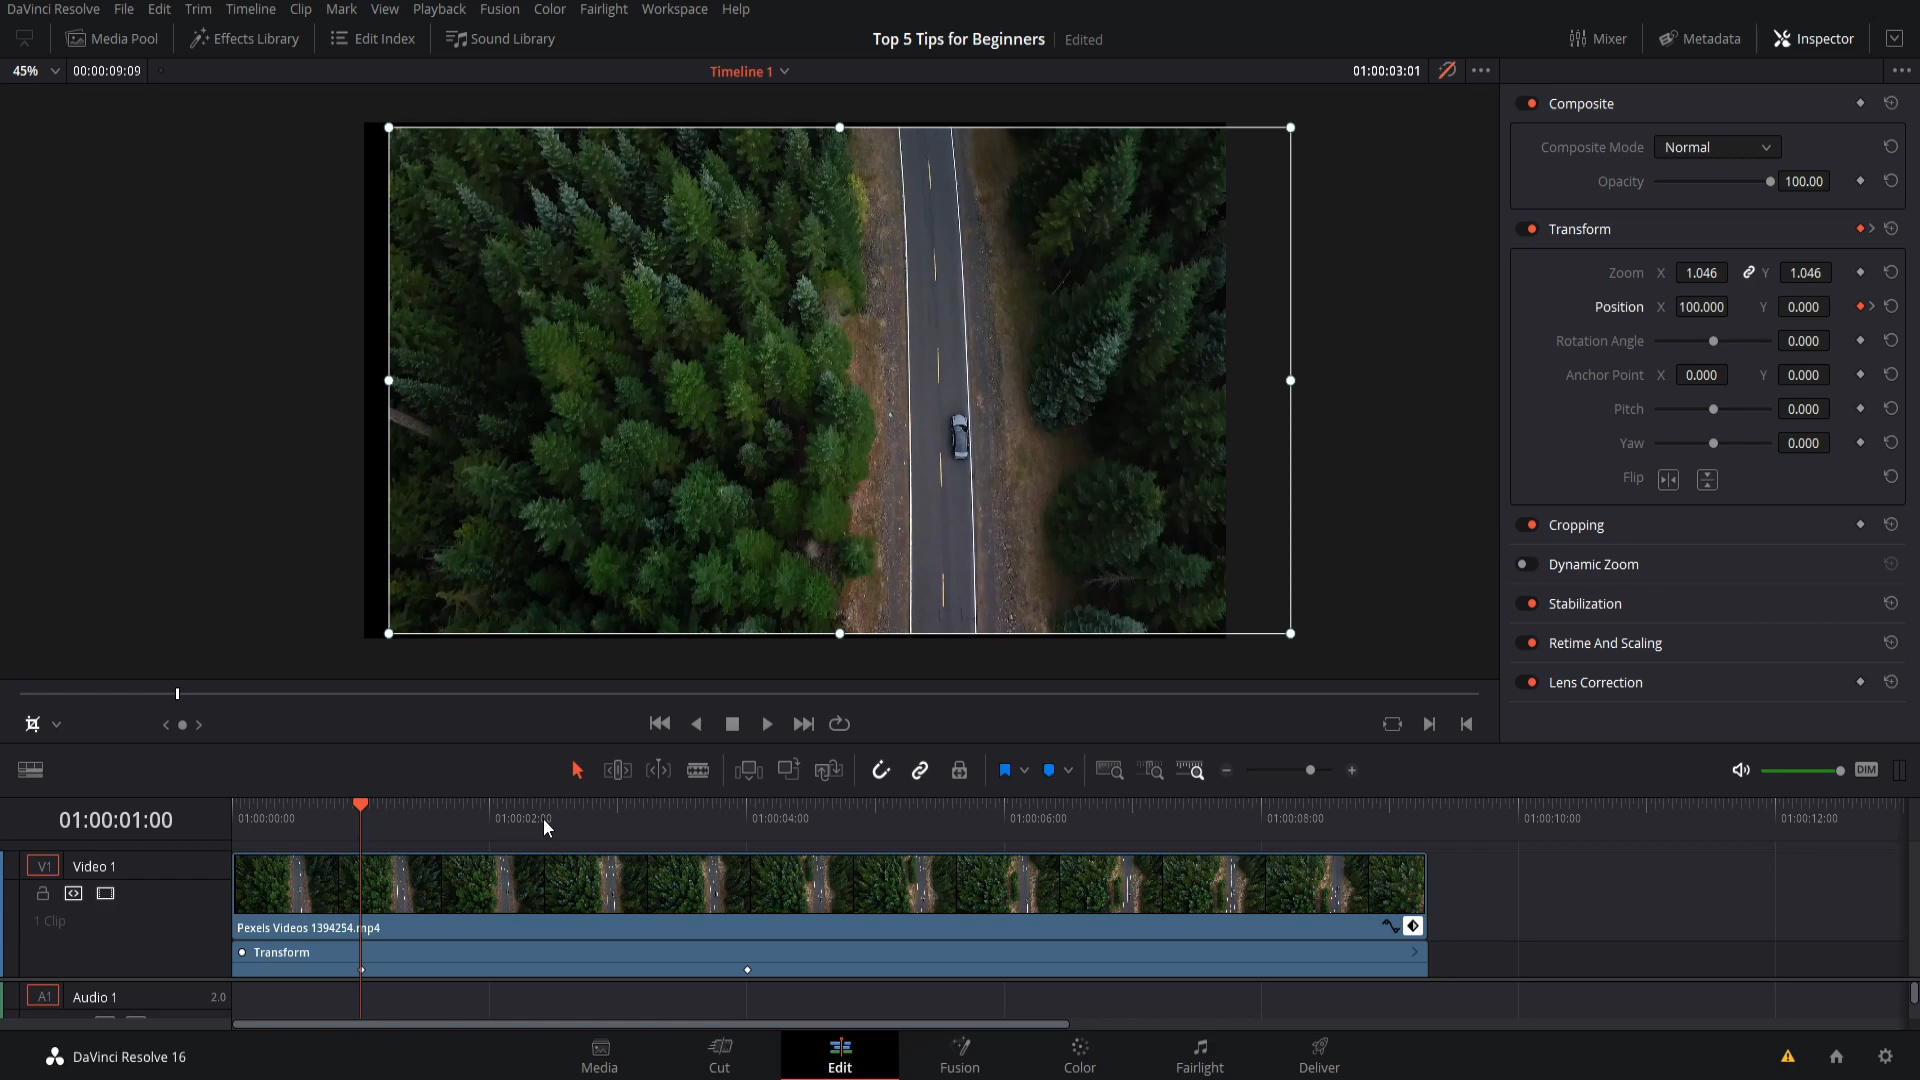 DaVinci Resolve File Edit Trim Timeline Clip Mark View Playback Fusion Color Fairlight Workspace Help
Media Pool Effects Library Edit Index Sound Library Top 5 Tips for Beginners Edited Mixer Metadata Inspector
45% 00:00:09:09 Timeline 1 01:00:03:01
Composite
Composite Mode Normal
Opacity 100.00
Transform
Zoom X 1.046 Y 1.046
Position X 100.000 Y 0.000
Rotation Angle 0.000
Anchor Point X 0.000 Y 0.000
Pitch 0.000
Yaw 0.000
Flip
Cropping
Dynamic Zoom
Stabilization
Retime And Scaling
Lens Correction
DIM
01:00:01:00 01:00:00:00 01:00:02:00 01:00:04:00 01:00:06:00 01:00:08:00 01:00:10:00 01:00:12:00
V1 Video 1
1 Clip
Pexels Videos 1394254.mp4
Transform
A1 Audio 1 2.0
DaVinci Resolve 16 Media Cut Edit Fusion Color Fairlight Deliver